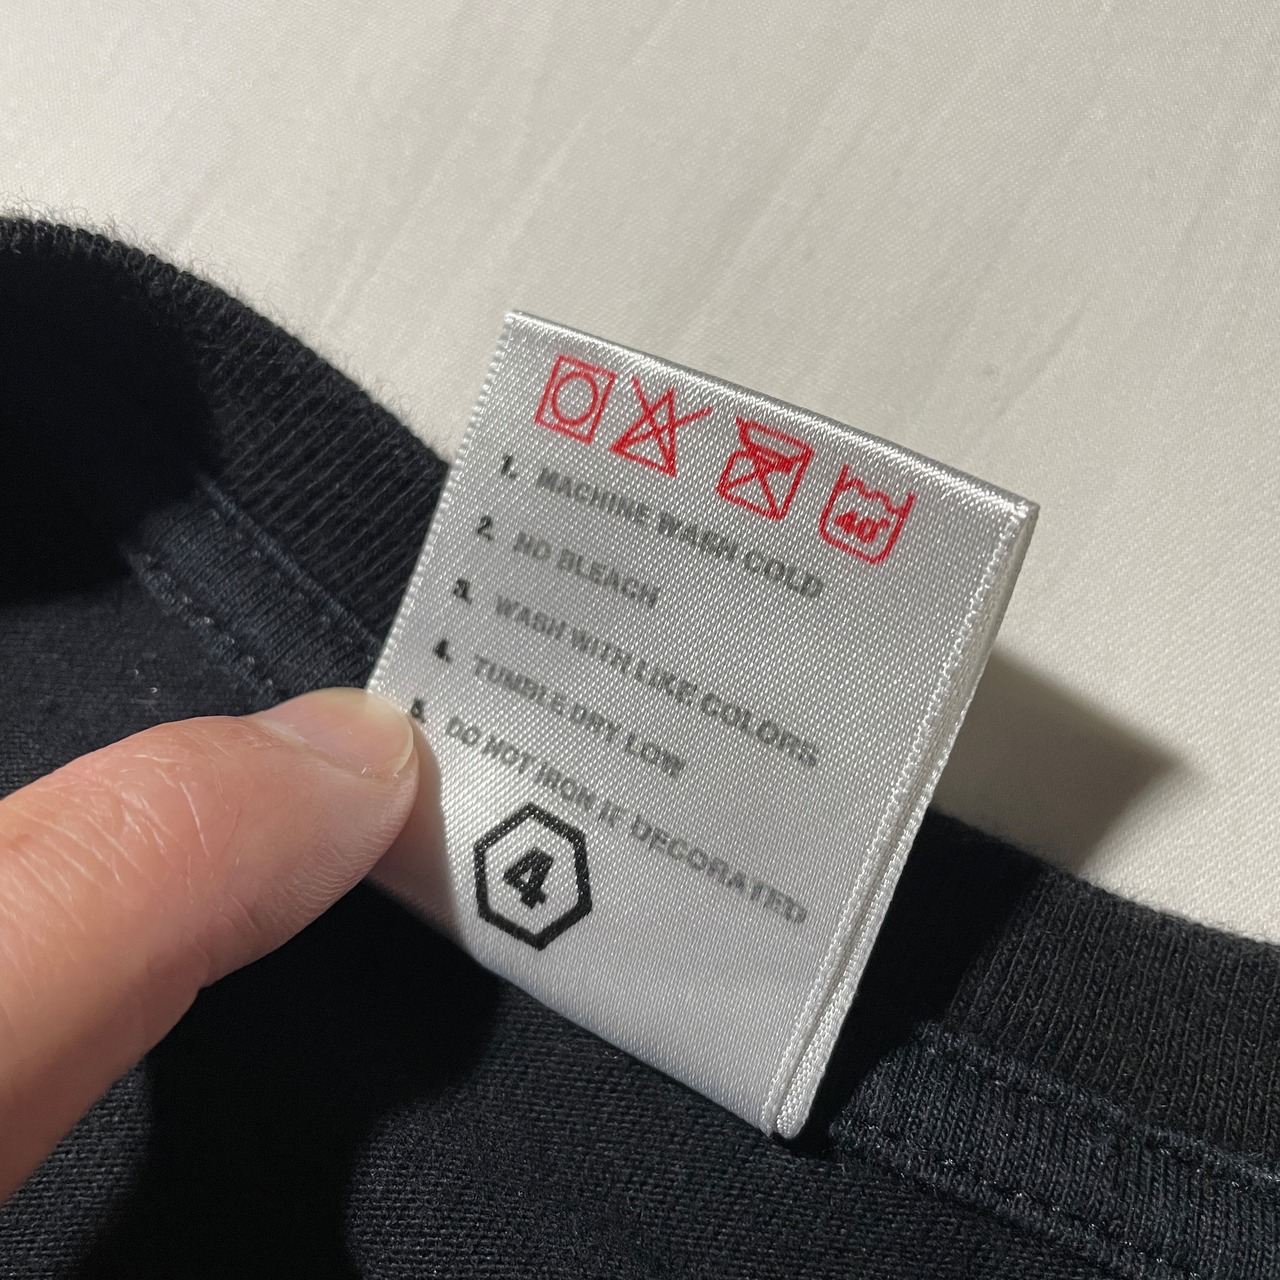 40°
1. MACHINE WASH COLD
2. NO BLEACH
3. WASH WITH LIKE COLORS
4. TUMBLE DRY LOW
5. DO NOT IRON IF DECORATED
4